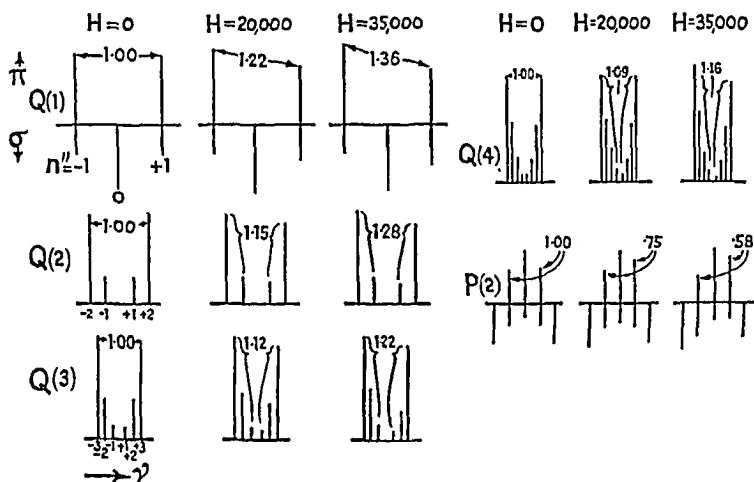 H=0 H=20,000 H=35,000 H=0 H=20,000 H=35,000
π
1.00 1.22 1.36
Q(1)
σ
n"=-1 0 +1
1.00 1.09 1.16
Q(4)
1.00 1.15 1.28
Q(2)
-2 -1 +1 +2
1.00 .75 .58
P(2)
1.00 1.12 1.22
Q(3)
-3 -2 -1 +1 +2 +3
ν